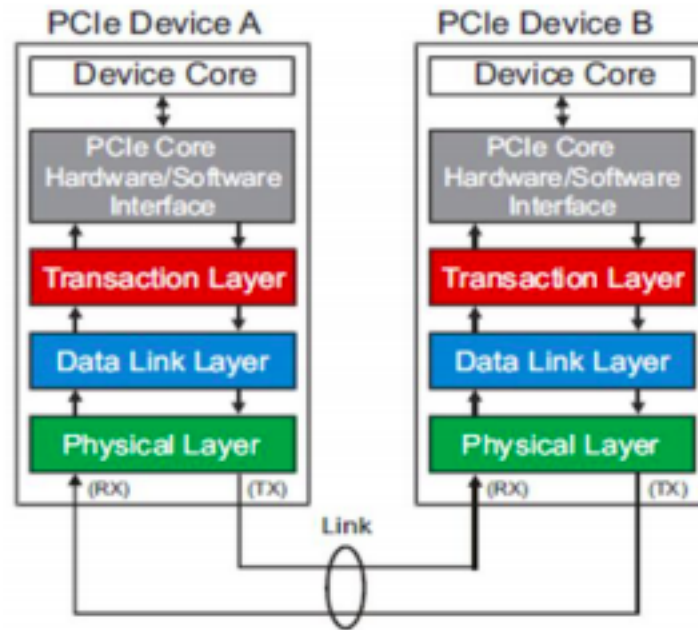 PCIe Device A
PCIe Device B
Device Core
Device Core
PCIe Core
Hardware/Software
Interface
PCIe Core
Hardware/Software
Interface
Transaction Layer
Transaction Layer
Data Link Layer
Data Link Layer
Physical Layer
Physical Layer
(RX)
(TX)
(RX)
(TX)
Link